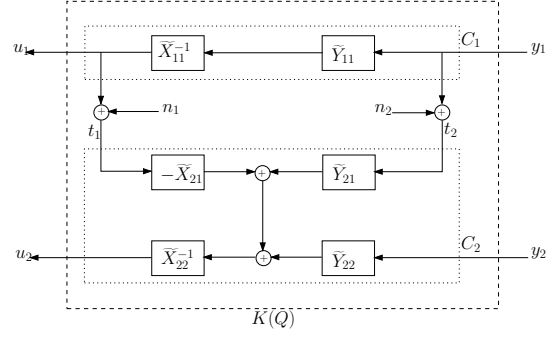 u₁ X̃₁₁⁻¹ Ỹ₁₁ C₁ y₁
+ n₁ n₂ +
t₁ t₂
−X̃₂₁ + Ỹ₂₁
u₂ X̃₂₂⁻¹ + Ỹ₂₂ C₂ y₂
K(Q)